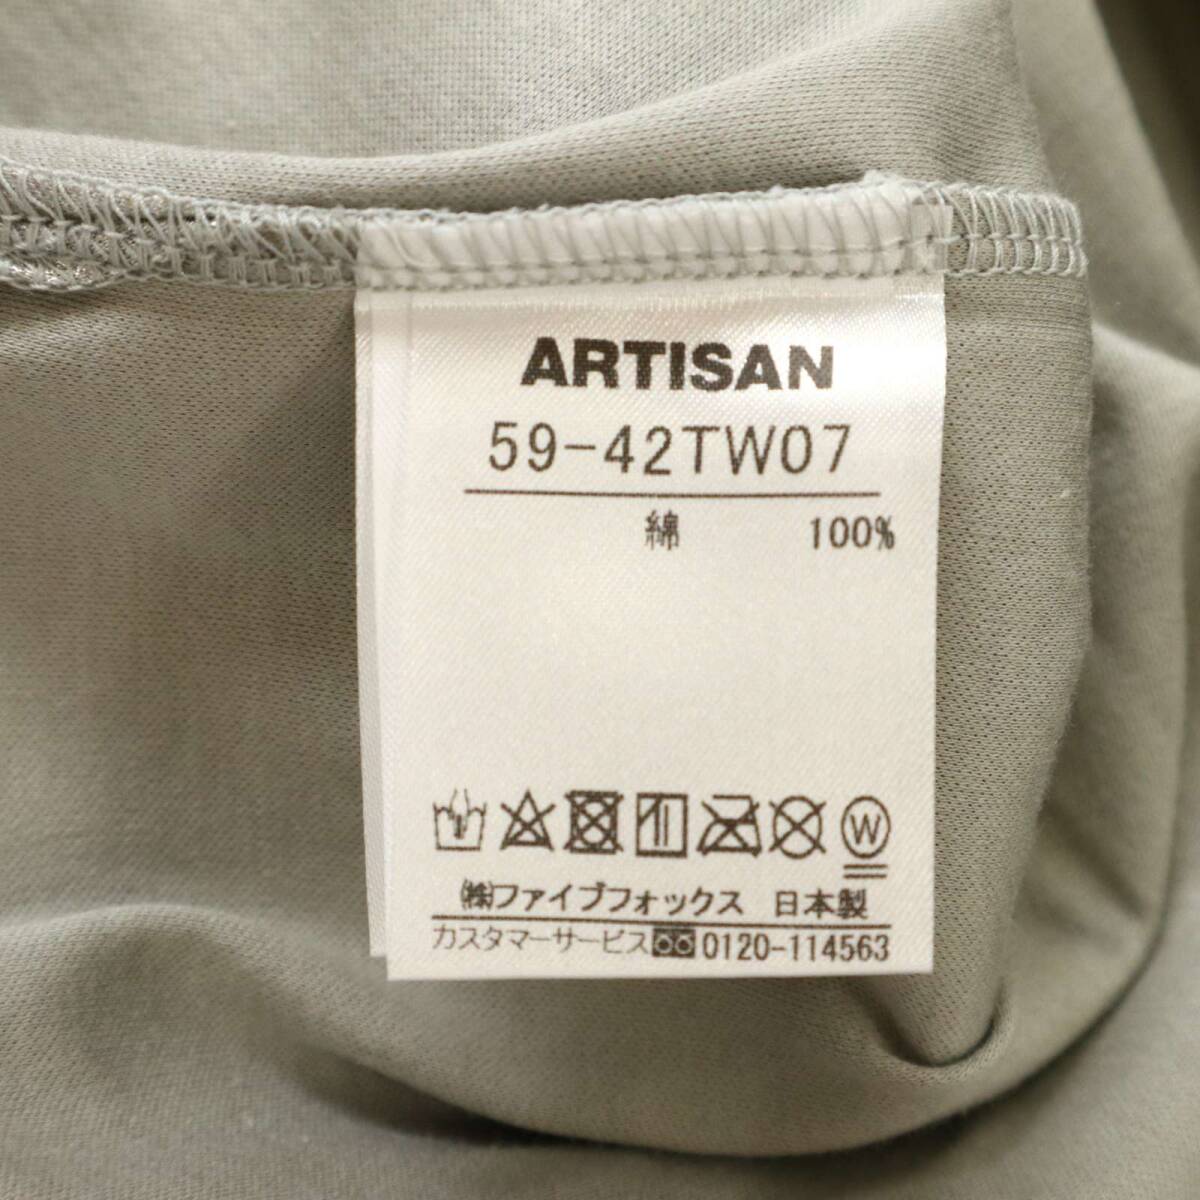 ARTISAN
59-42TW07
綿 100%
W
㈱ファイブフォックス 日本製
カスタマーサービス 0120-114563